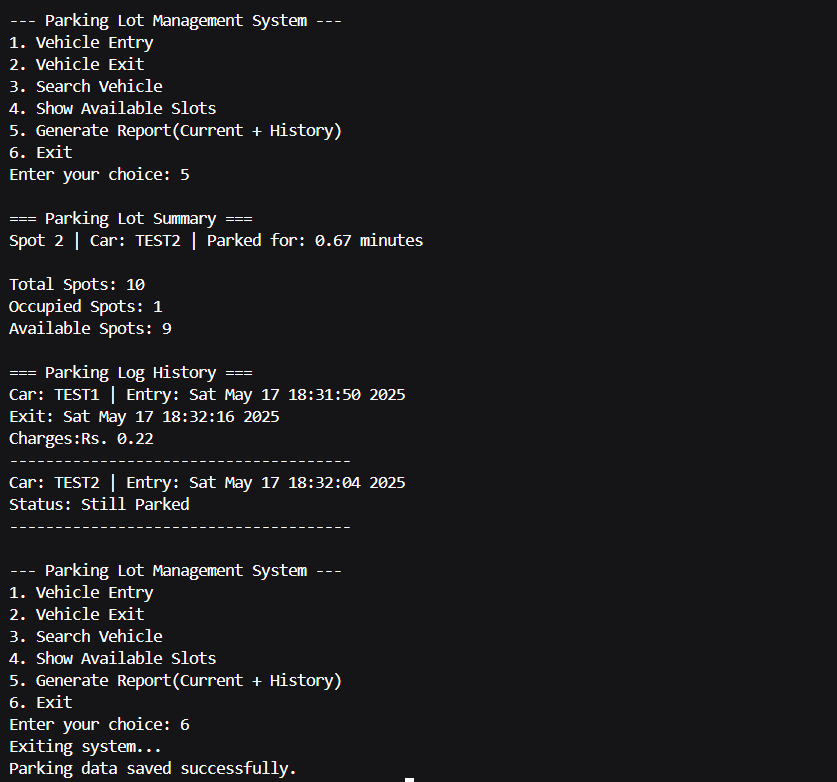 --- Parking Lot Management System ---
1. Vehicle Entry
2. Vehicle Exit
3. Search Vehicle
4. Show Available Slots
5. Generate Report(Current + History)
6. Exit
Enter your choice: 5

=== Parking Lot Summary ===
Spot 2 | Car: TEST2 | Parked for: 0.67 minutes

Total Spots: 10
Occupied Spots: 1
Available Spots: 9

=== Parking Log History ===
Car: TEST1 | Entry: Sat May 17 18:31:50 2025
Exit: Sat May 17 18:32:16 2025
Charges:Rs. 0.22
--------------------------------------
Car: TEST2 | Entry: Sat May 17 18:32:04 2025
Status: Still Parked
--------------------------------------

--- Parking Lot Management System ---
1. Vehicle Entry
2. Vehicle Exit
3. Search Vehicle
4. Show Available Slots
5. Generate Report(Current + History)
6. Exit
Enter your choice: 6
Exiting system...
Parking data saved successfully.